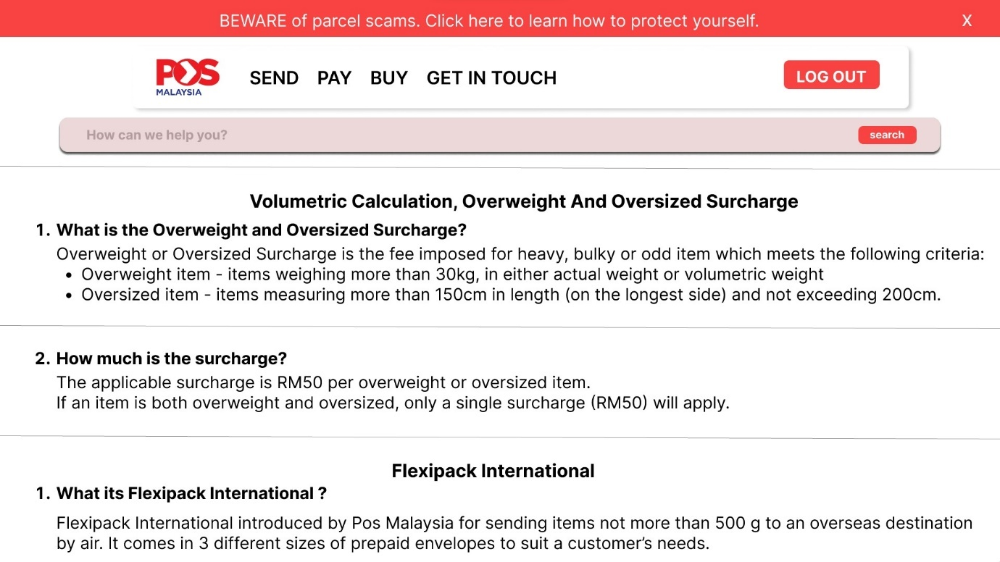 BEWARE of parcel scams. Click here to learn how to protect yourself. X
POS
MALAYSIA
SEND PAY BUY GET IN TOUCH
LOG OUT
How can we help you?
search
Volumetric Calculation, Overweight And Oversized Surcharge
1. What is the Overweight and Oversized Surcharge?
Overweight or Oversized Surcharge is the fee imposed for heavy, bulky or odd item which meets the following criteria:
• Overweight item - items weighing more than 30kg, in either actual weight or volumetric weight
• Oversized item - items measuring more than 150cm in length (on the longest side) and not exceeding 200cm.
2. How much is the surcharge?
The applicable surcharge is RM50 per overweight or oversized item.
If an item is both overweight and oversized, only a single surcharge (RM50) will apply.
Flexipack International
1. What its Flexipack International ?
Flexipack International introduced by Pos Malaysia for sending items not more than 500 g to an overseas destination
by air. It comes in 3 different sizes of prepaid envelopes to suit a customer’s needs.